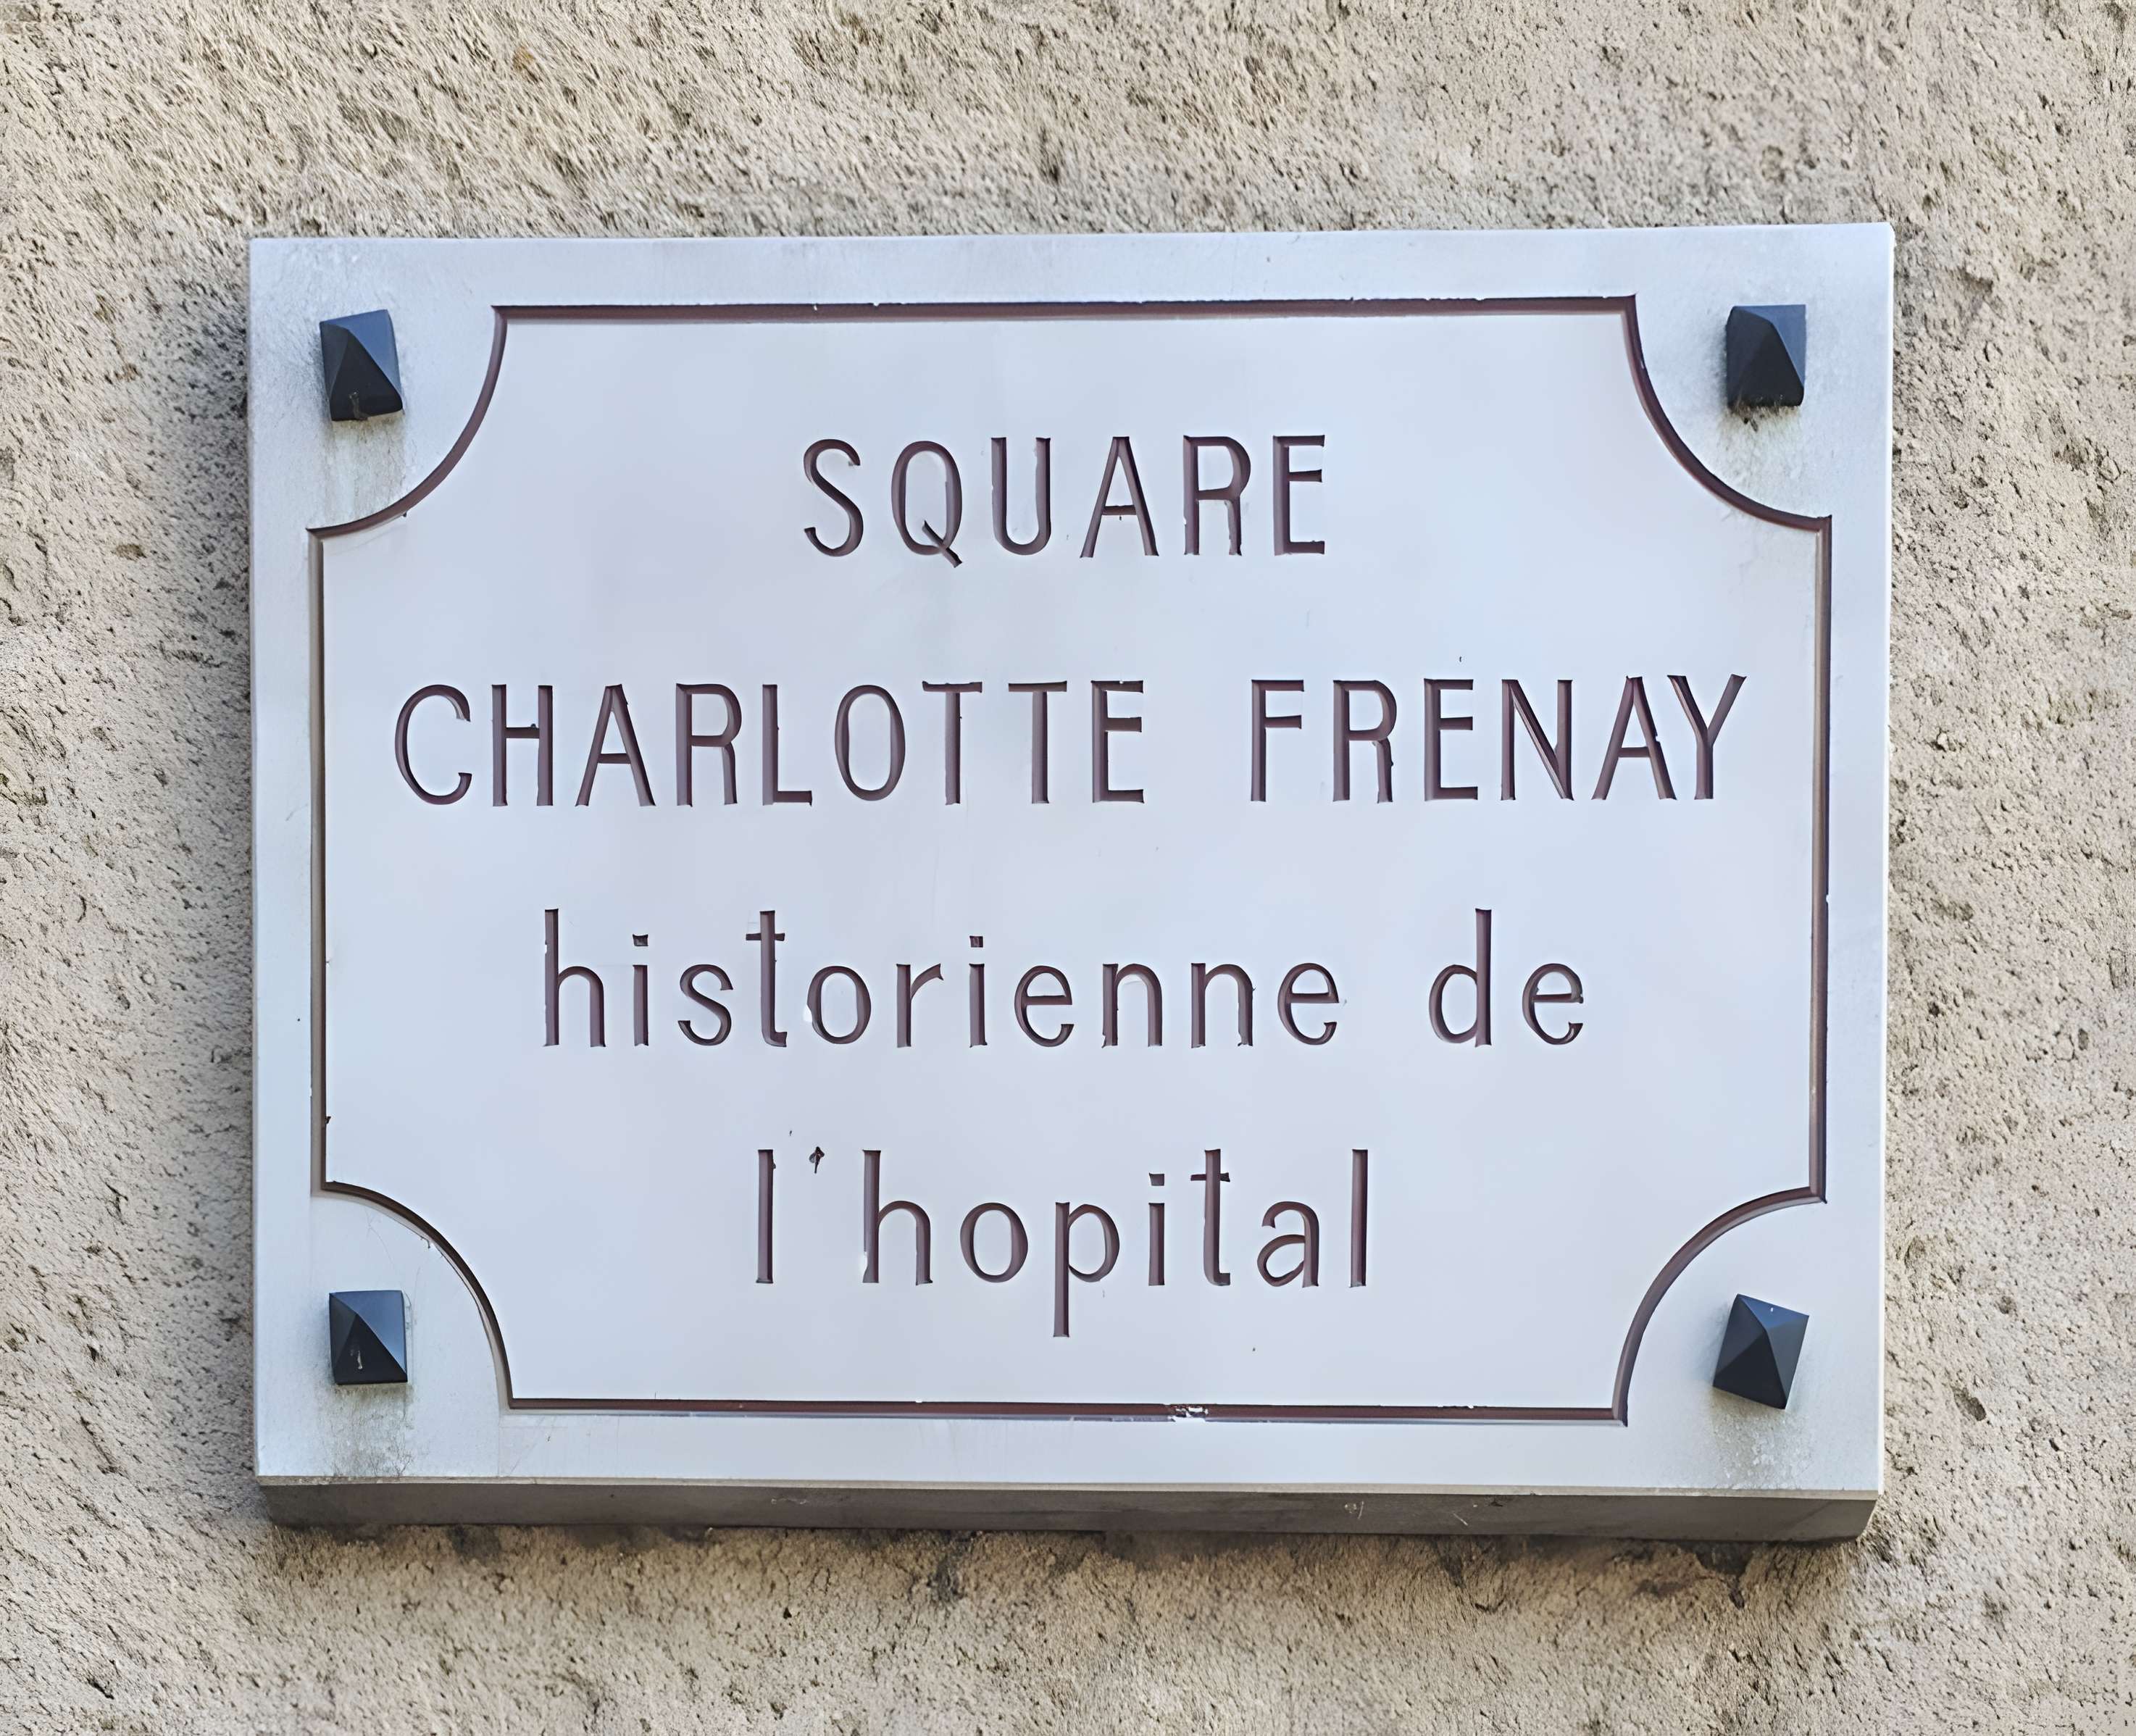 SQUARE
CHARLOTTE FRENAY
historienne de
l'hopital